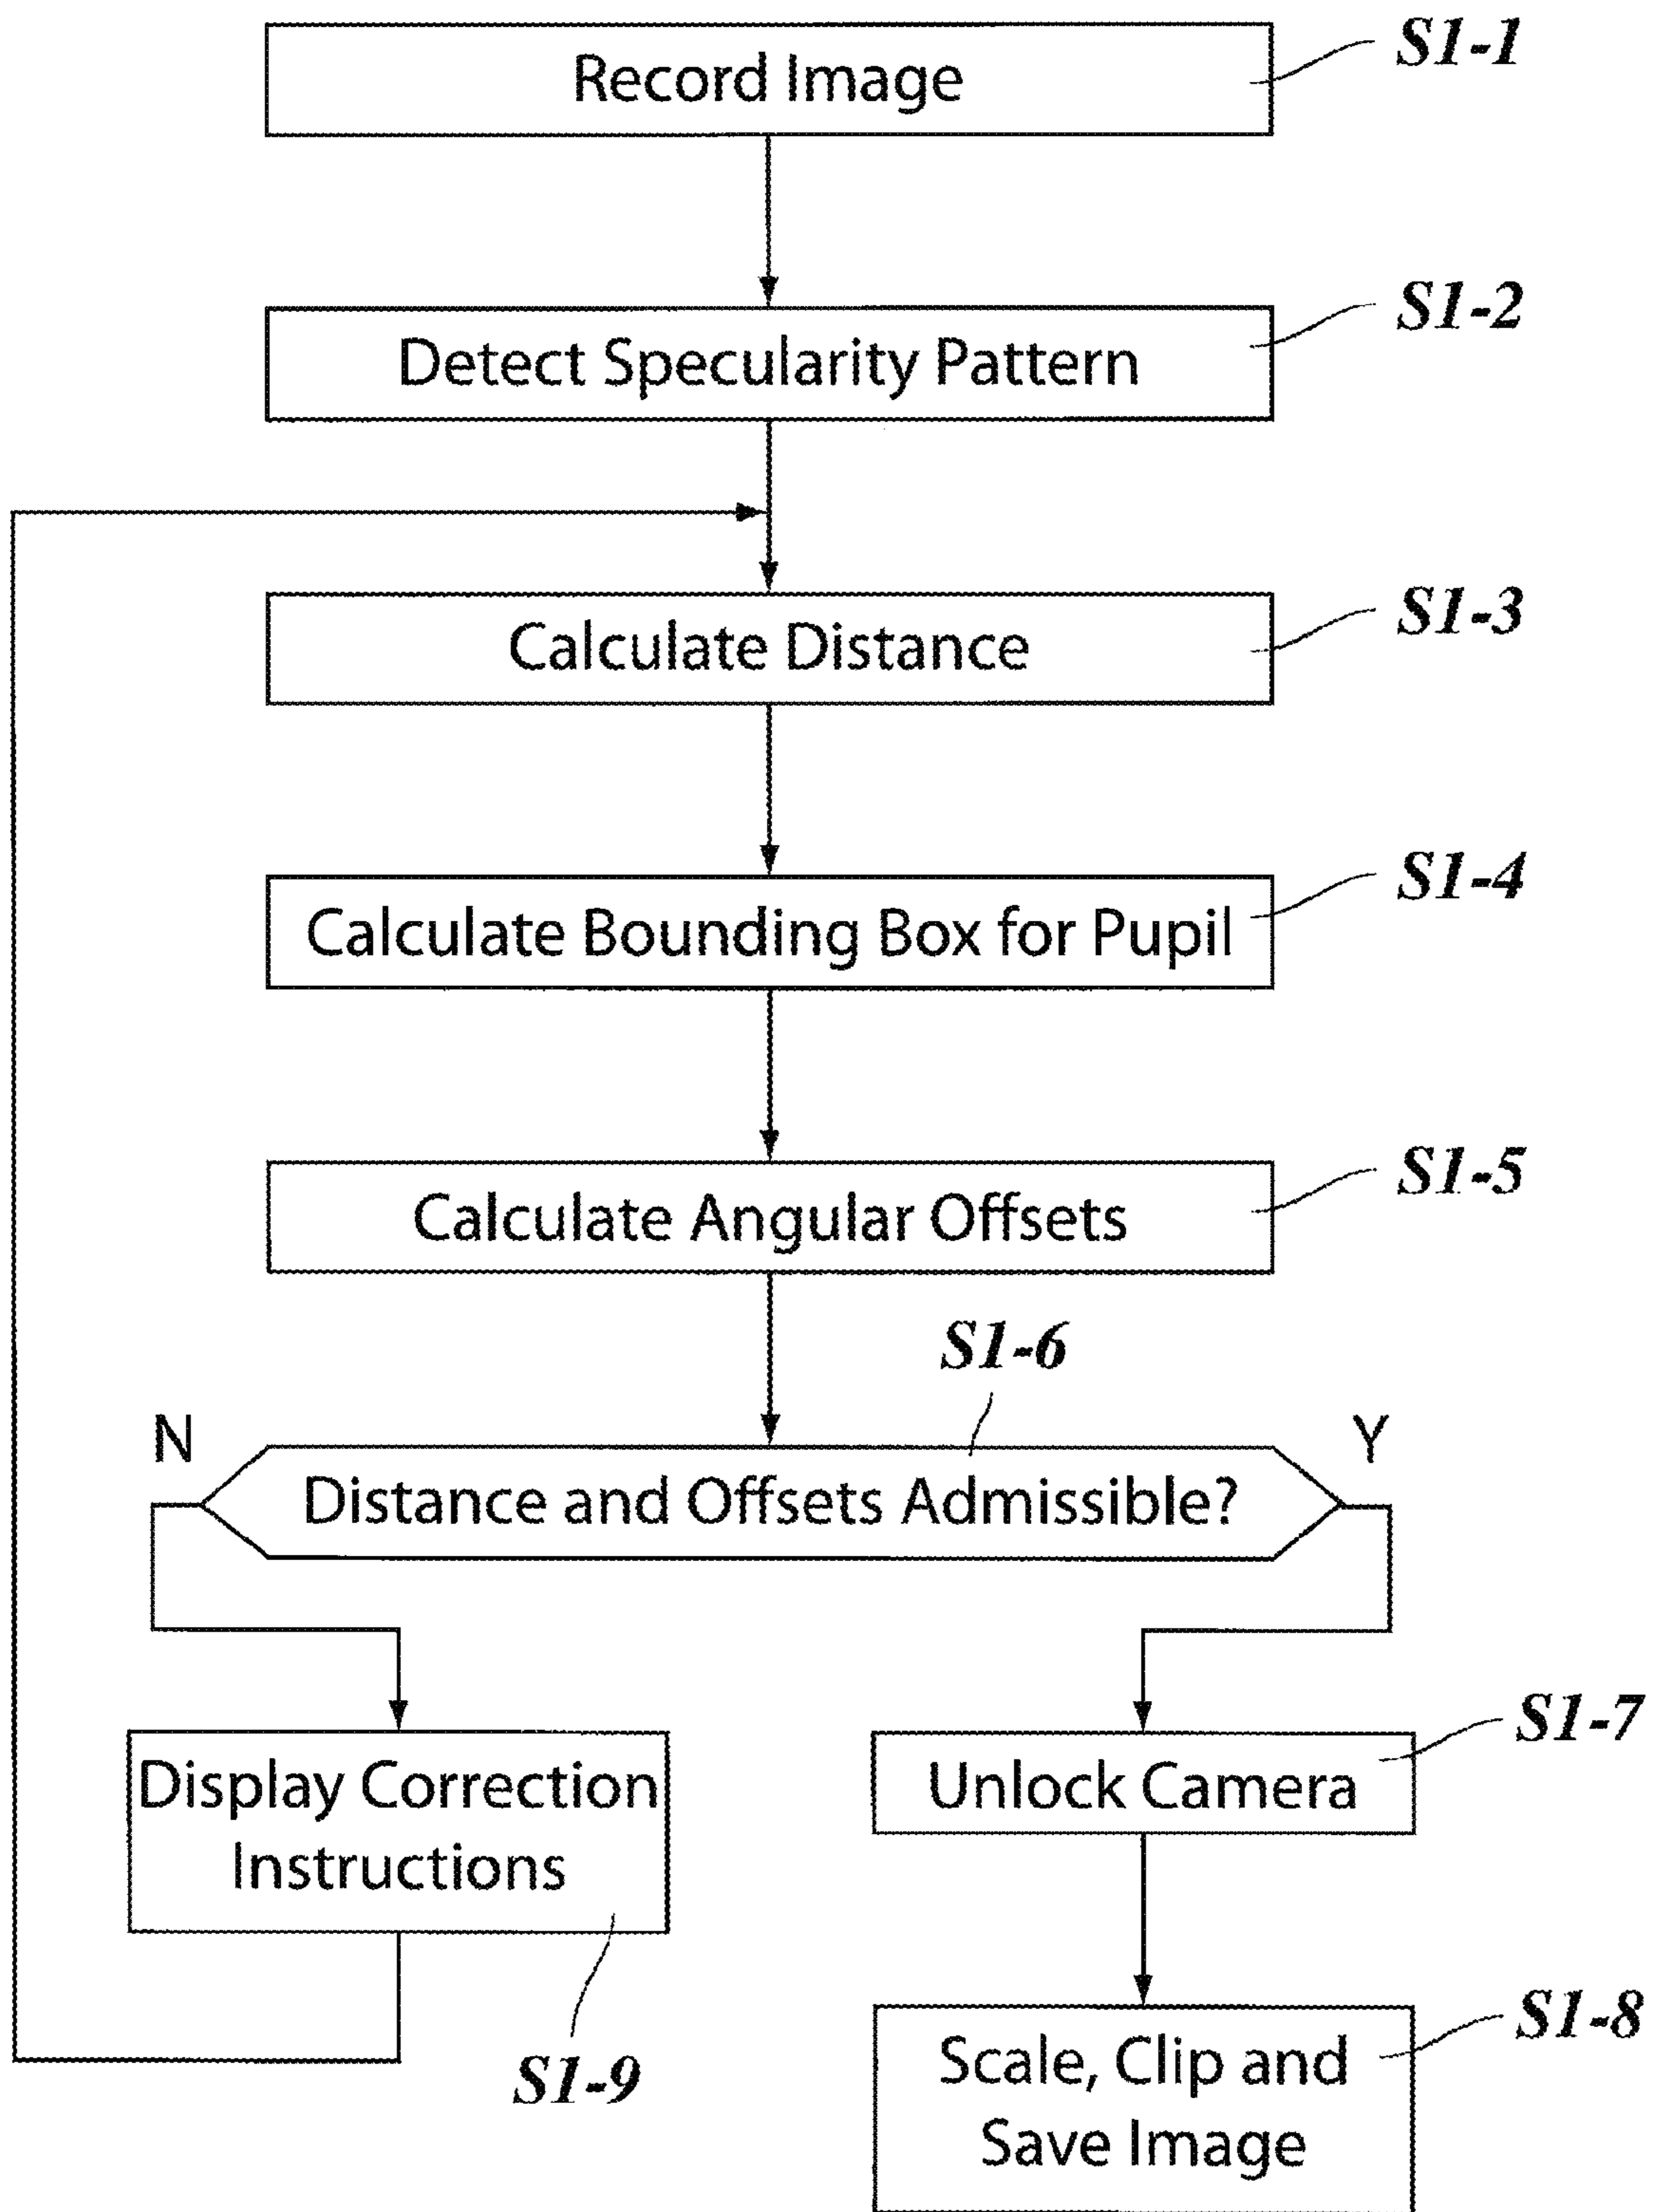 Record Image
S1-1
Detect Specularity Pattern
S1-2
Calculate Distance
S1-3
Calculate Bounding Box for Pupil
S1-4
Calculate Angular Offsets
S1-5
S1-6
N
Y
Distance and Offsets Admissible?
Display Correction
Instructions
S1-9
Unlock Camera
S1-7
Scale, Clip and
Save Image
S1-8